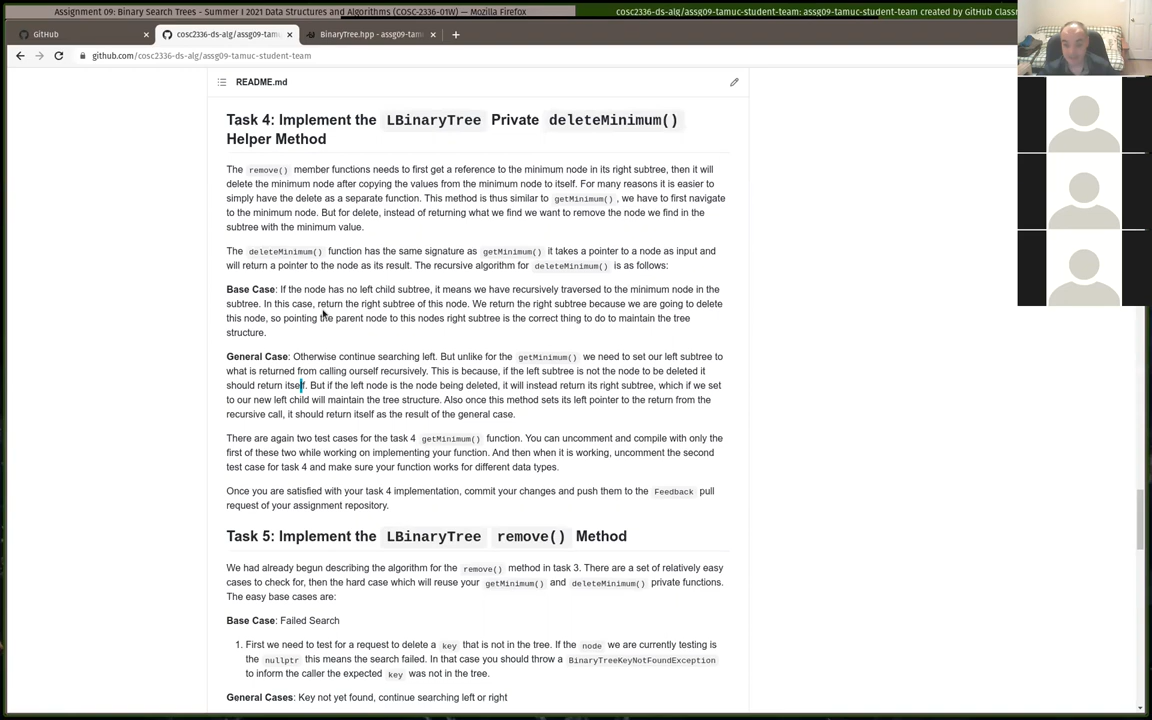 Assignment 09: Binary Search Trees - Summer I 2021 Data Structures and Algorithms (COSC-2336-01W) — Mozilla Firefox
cosc2336-ds-alg/assg09-tamuc-student-team: assg09-tamuc-student-team created by GitHub Classr
GitHub
cosc2336-ds-alg/assg09-tamu
BinaryTree.hpp - assg09-tamu
github.com/cosc2336-ds-alg/assg09-tamuc-student-team
README.md
Task 4: Implement the LBinaryTree Private deleteMinimum()
Helper Method
The remove() member functions needs to first get a reference to the minimum node in its right subtree, then it will
delete the minimum node after copying the values from the minimum node to itself. For many reasons it is easier to
simply have the delete as a separate function. This method is thus similar to getMinimum() , we have to first navigate
to the minimum node. But for delete, instead of returning what we find we want to remove the node we find in the
subtree with the minimum value.
The deleteMinimum() function has the same signature as getMinimum() it takes a pointer to a node as input and
will return a pointer to the node as its result. The recursive algorithm for deleteMinimum() is as follows:
Base Case: If the node has no left child subtree, it means we have recursively traversed to the minimum node in the
subtree. In this case, return the right subtree of this node. We return the right subtree because we are going to delete
this node, so pointing the parent node to this nodes right subtree is the correct thing to do to maintain the tree
structure.
General Case: Otherwise continue searching left. But unlike for the getMinimum() we need to set our left subtree to
what is returned from calling ourself recursively. This is because, if the left subtree is not the node to be deleted it
should return itself. But if the left node is the node being deleted, it will instead return its right subtree, which if we set
to our new left child will maintain the tree structure. Also once this method sets its left pointer to the return from the
recursive call, it should return itself as the result of the general case.
There are again two test cases for the task 4 getMinimum() function. You can uncomment and compile with only the
first of these two while working on implementing your function. And then when it is working, uncomment the second
test case for task 4 and make sure your function works for different data types.
Once you are satisfied with your task 4 implementation, commit your changes and push them to the Feedback pull
request of your assignment repository.
Task 5: Implement the LBinaryTree remove() Method
We had already begun describing the algorithm for the remove() method in task 3. There are a set of relatively easy
cases to check for, then the hard case which will reuse your getMinimum() and deleteMinimum() private functions.
The easy base cases are:
Base Case: Failed Search
1. First we need to test for a request to delete a key that is not in the tree. If the node we are currently testing is
the nullptr this means the search failed. In that case you should throw a BinaryTreeKeyNotFoundException
to inform the caller the expected key was not in the tree.
General Cases: Key not yet found, continue searching left or right